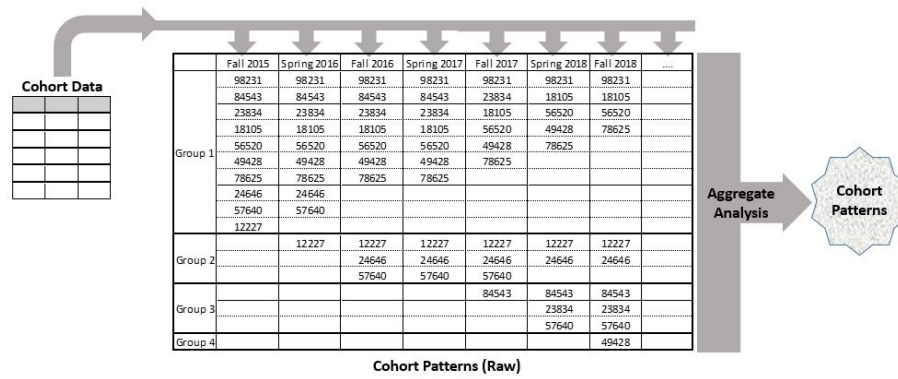 Cohort Data
Fall 2015 Spring 2016 Fall 2016 Spring 2017 Fall 2017 Spring 2018 Fall 2018 ....
Group 1
98231 98231 98231 98231 98231 98231 98231
84543 84543 84543 84543 23834 18105 18105
23834 23834 23834 23834 18105 56520 56520
18105 18105 18105 18105 56520 49428 78625
56520 56520 56520 56520 49428 78625
49428 49428 49428 49428 78625
78625 78625 78625 78625
24646 24646
57640 57640
12227
Group 2
12227 12227 12227 12227 12227 12227
24646 24646 24646 24646 24646
57640 57640 57640
Group 3
84543 84543 84543
23834 23834
57640 57640
Group 4
49428
Aggregate
Analysis
Cohort
Patterns
Cohort Patterns (Raw)